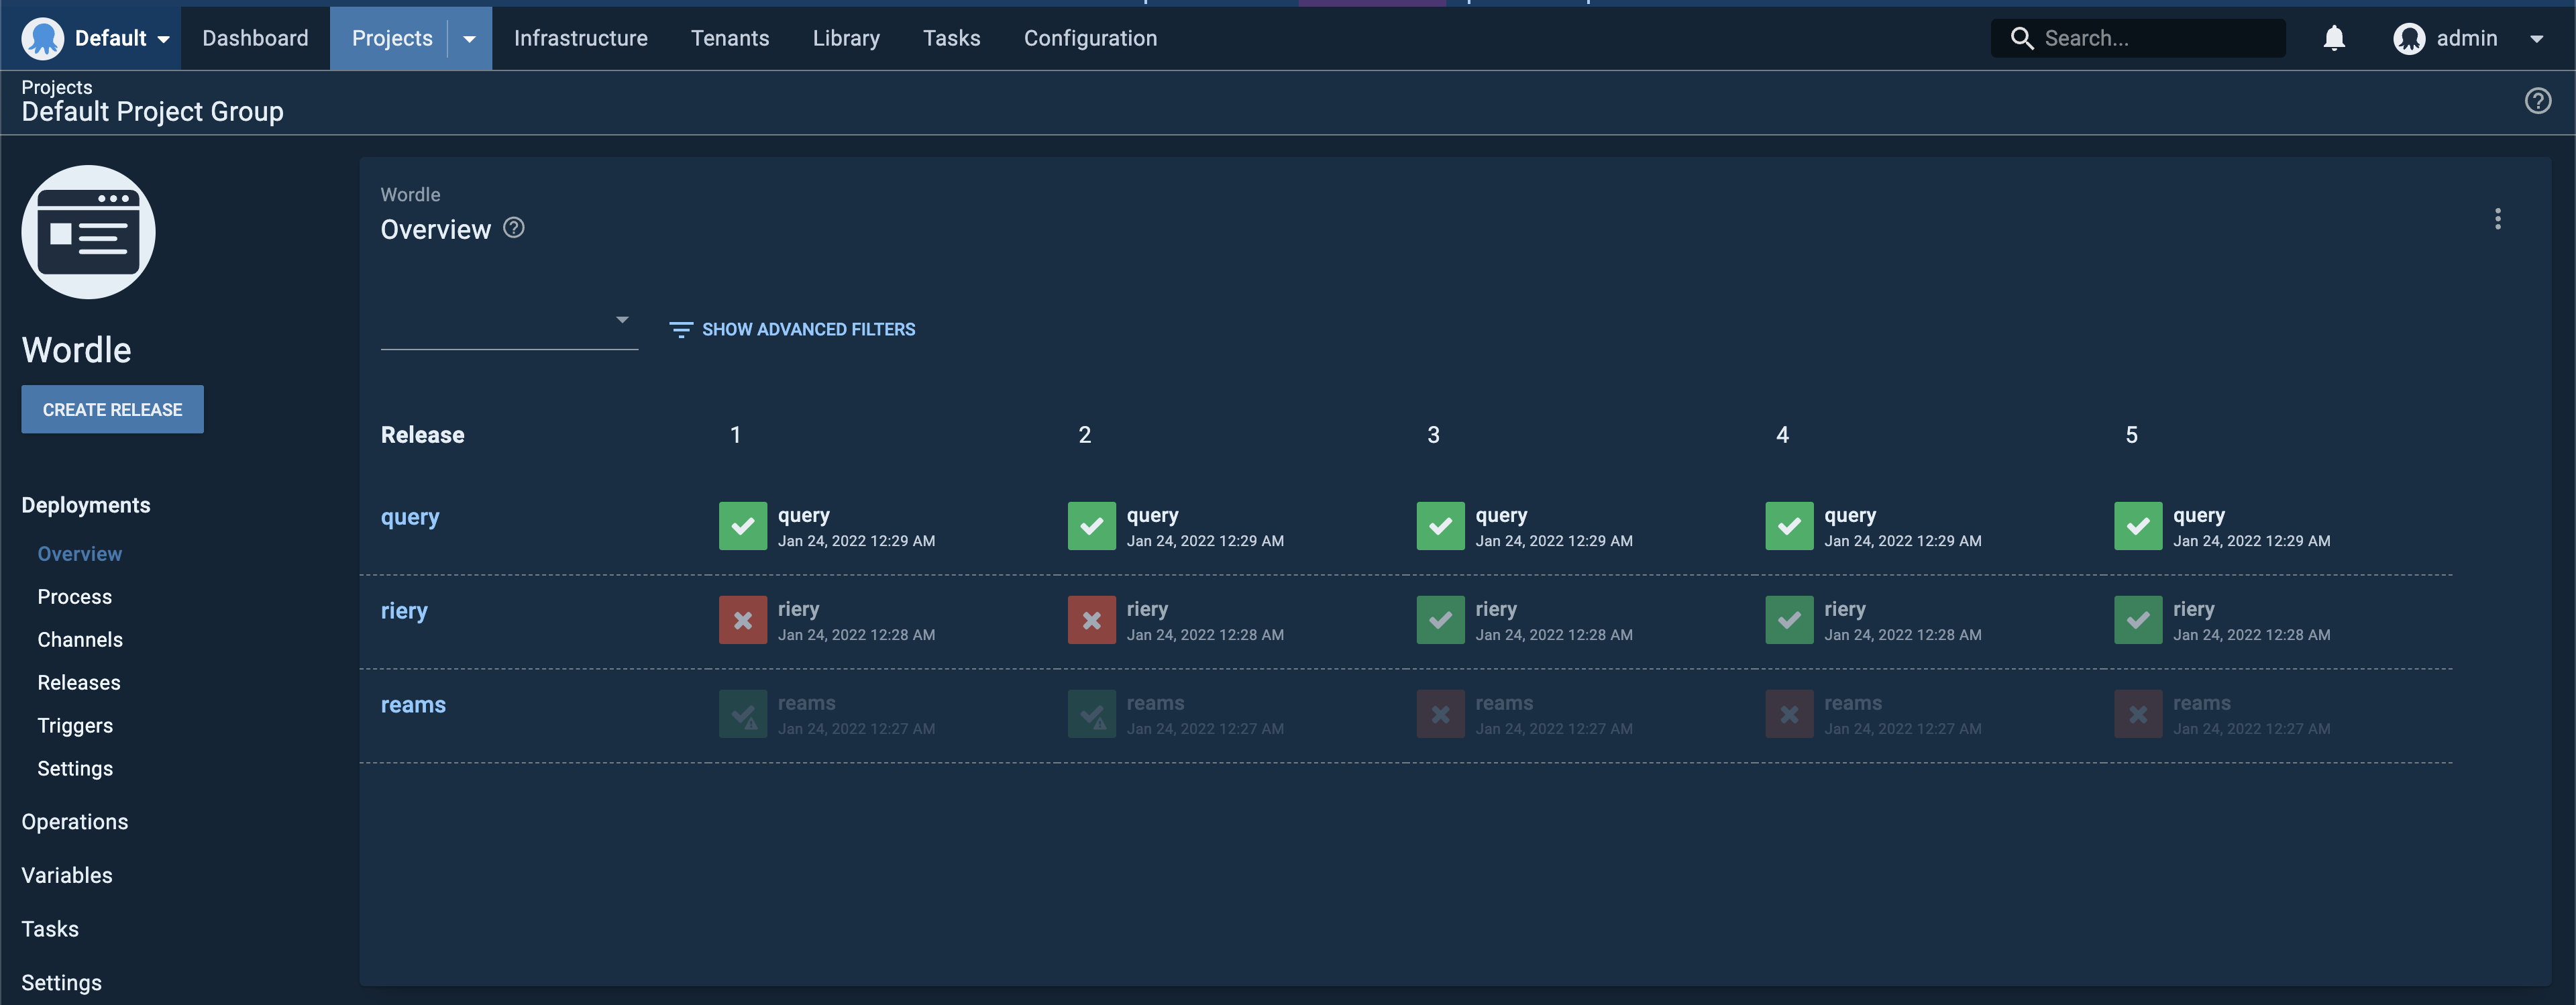 Default Dashboard Projects Infrastructure Tenants Library Tasks Configuration Search... admin
Projects
Default Project Group
Wordle
CREATE RELEASE
Deployments
Overview
Process
Channels
Releases
Triggers
Settings
Operations
Variables
Tasks
Settings
Wordle
Overview
SHOW ADVANCED FILTERS
Release 1 2 3 4 5
query query query query query query
Jan 24, 2022 12:29 AM Jan 24, 2022 12:29 AM Jan 24, 2022 12:29 AM Jan 24, 2022 12:29 AM Jan 24, 2022 12:29 AM
riery riery riery riery riery riery
Jan 24, 2022 12:28 AM Jan 24, 2022 12:28 AM Jan 24, 2022 12:28 AM Jan 24, 2022 12:28 AM Jan 24, 2022 12:28 AM
reams reams reams reams reams reams
Jan 24, 2022 12:27 AM Jan 24, 2022 12:27 AM Jan 24, 2022 12:27 AM Jan 24, 2022 12:27 AM Jan 24, 2022 12:27 AM